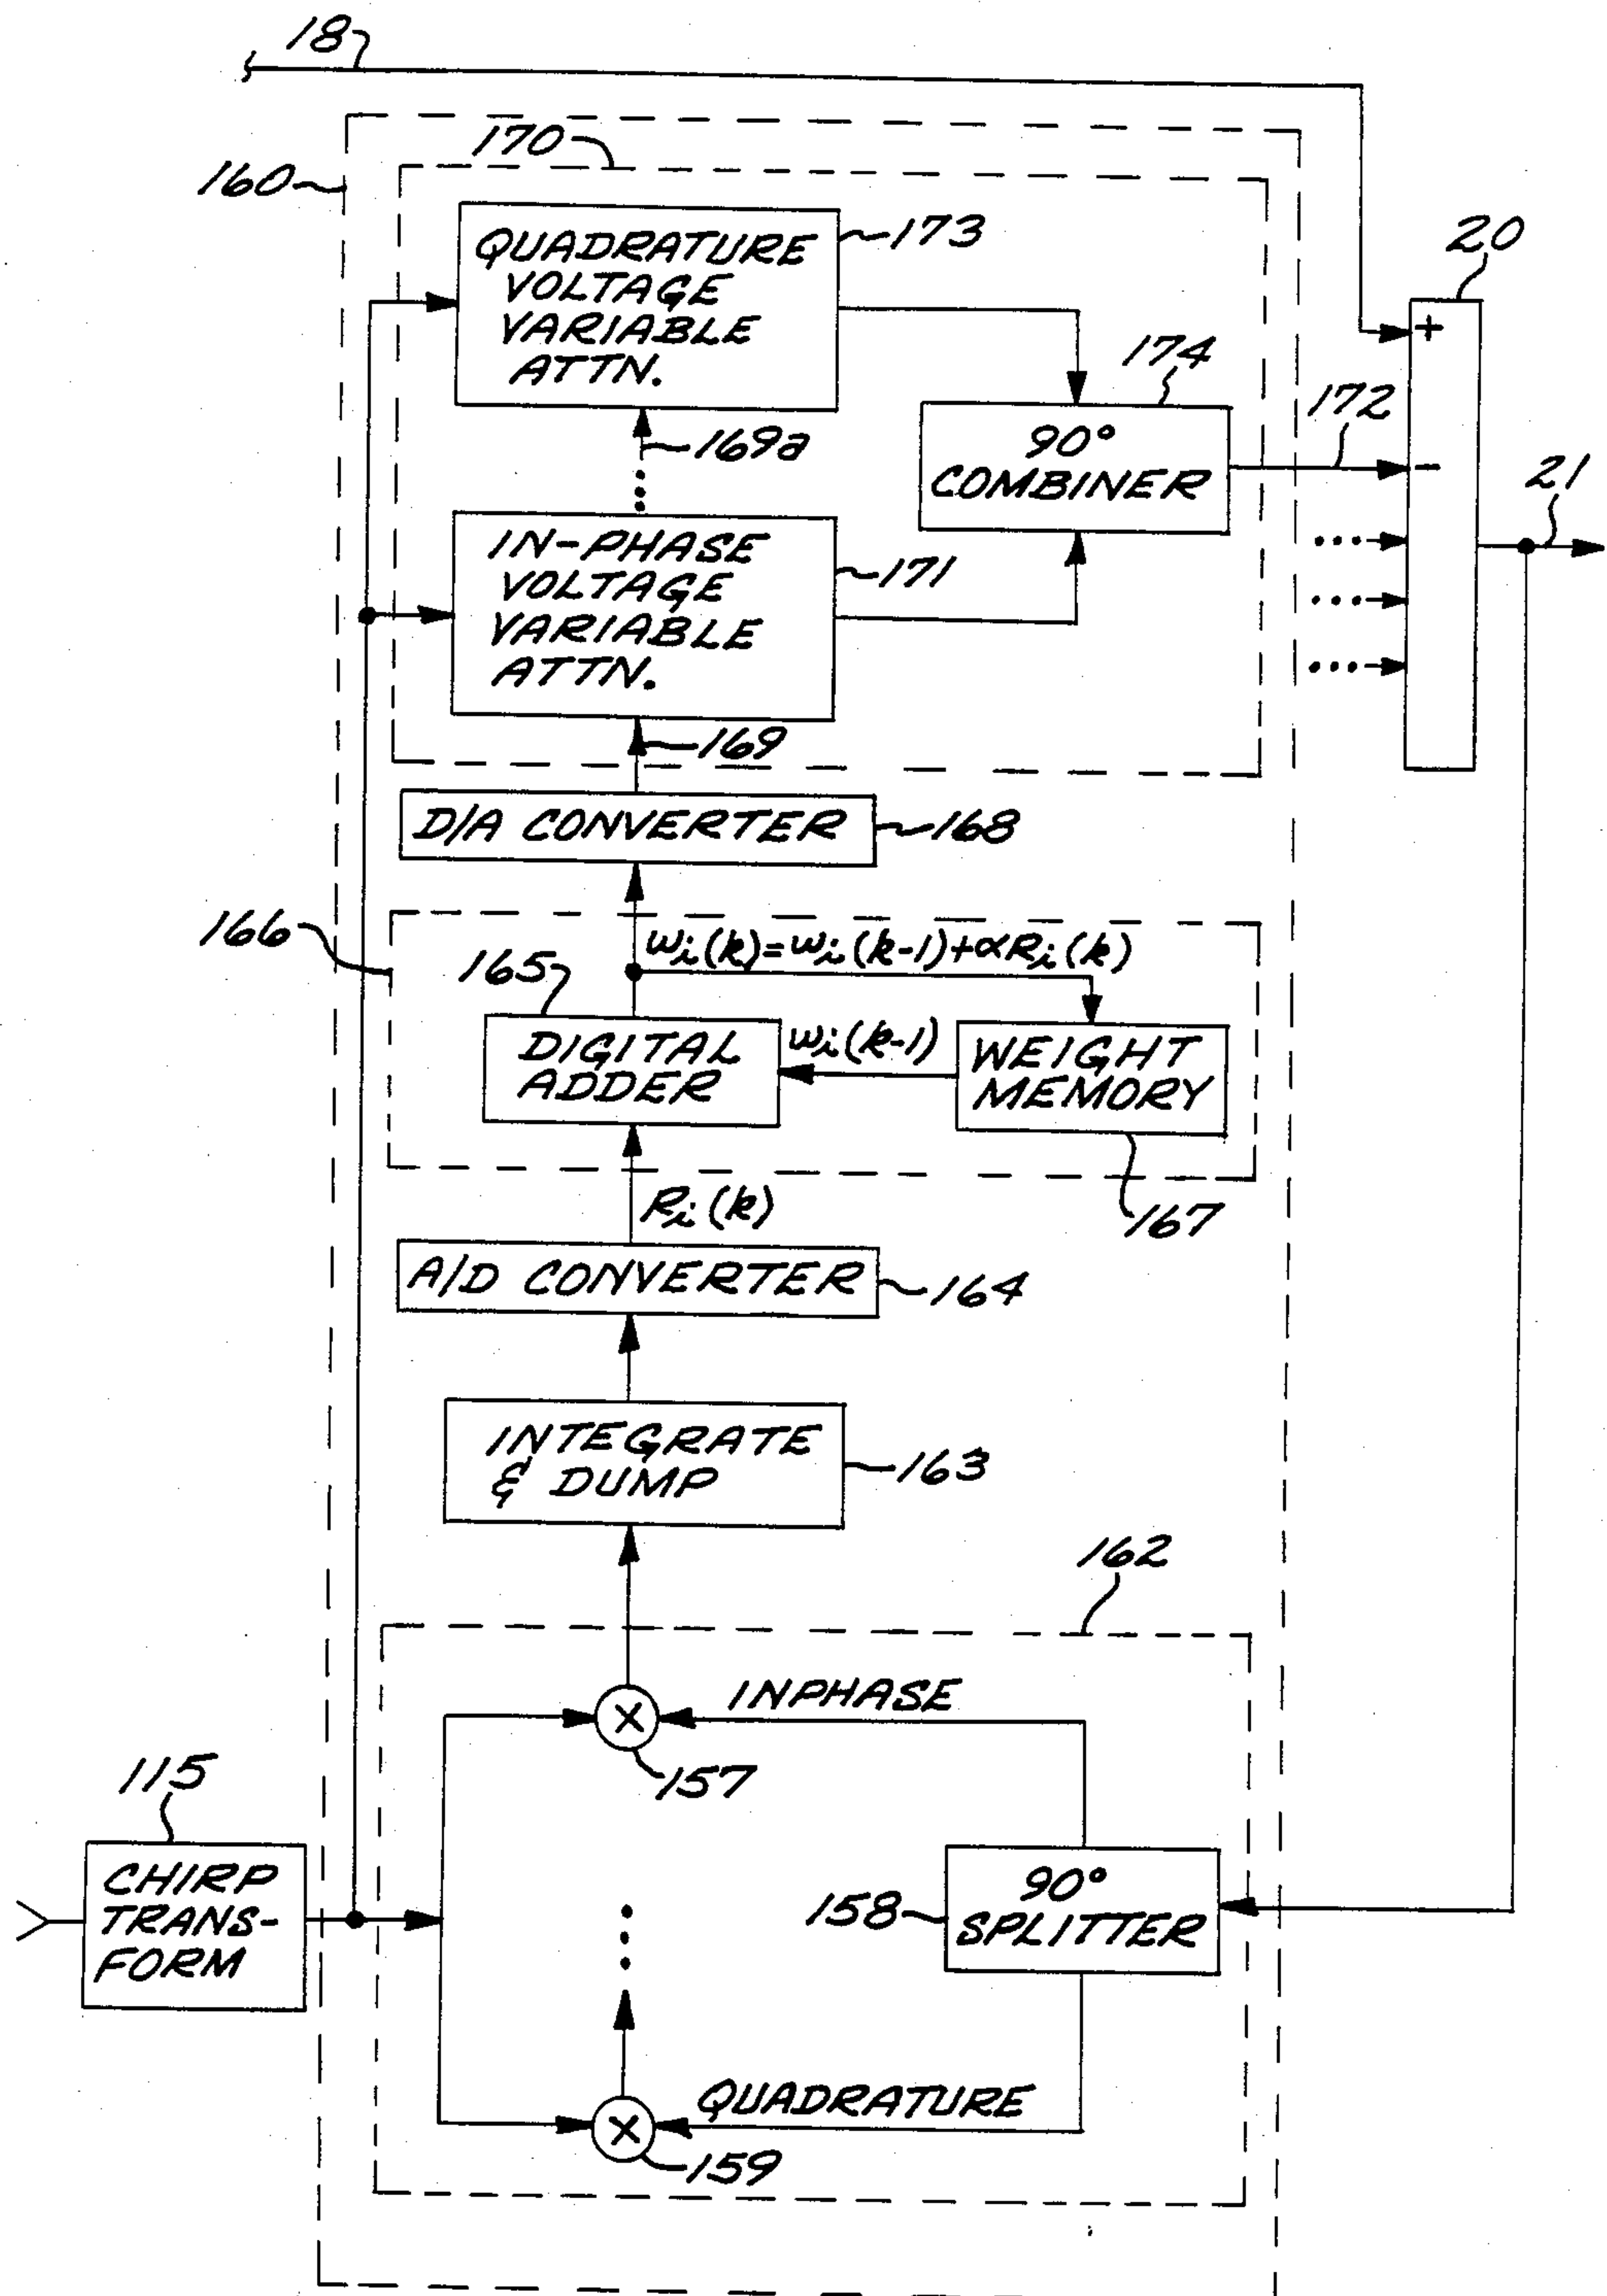 18
170
160
QUADRATURE
VOLTAGE
VARIABLE
ATTN.
173
20
+
174
169a
90°
COMBINER
172
−
21
IN-PHASE
VOLTAGE
VARIABLE
ATTN.
171
169
D/A CONVERTER
168
166
wi(k)=wi(k-1)+αRi(k)
165
DIGITAL
ADDER
wi(k-1)
WEIGHT
MEMORY
Ri(k)
167
A/D CONVERTER
164
INTEGRATE
& DUMP
163
162
INPHASE
X
157
115
CHIRP
TRANS-
FORM
158
90°
SPLITTER
QUADRATURE
X
159